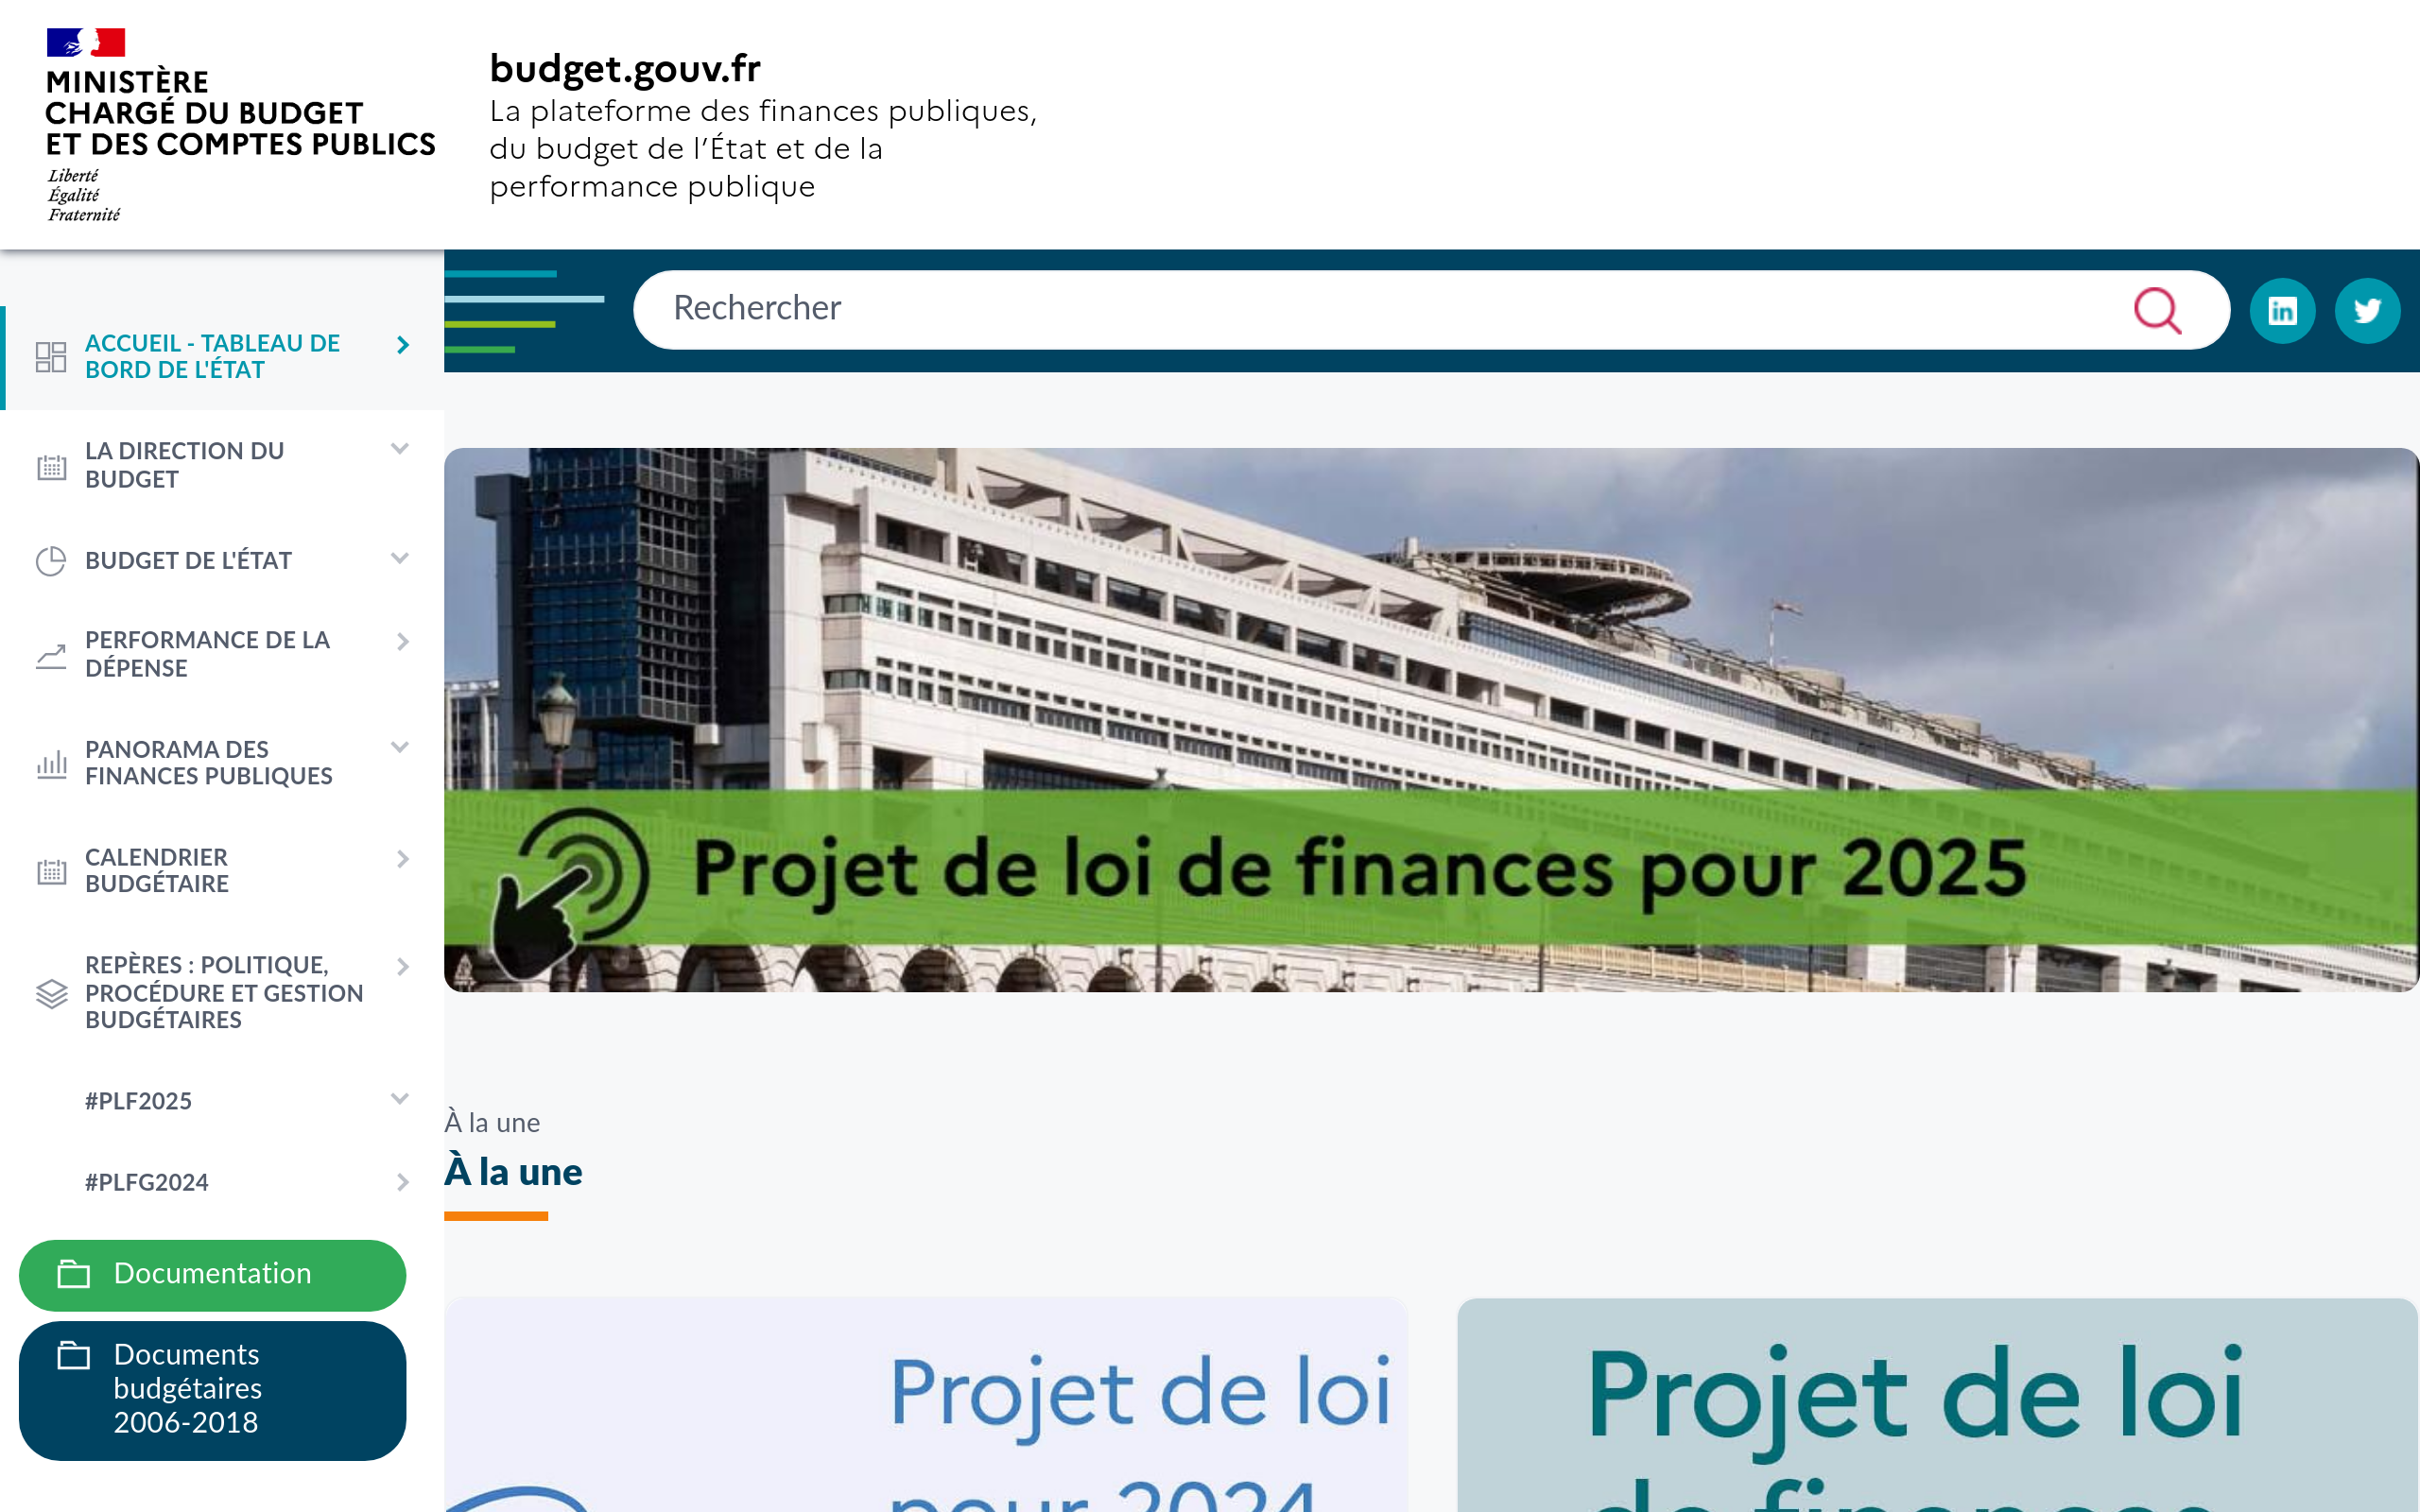 MINISTÈRE
CHARGÉ DU BUDGET
ET DES COMPTES PUBLICS
Liberté
Égalité
Fraternité
budget.gouv.fr
La plateforme des finances publiques,
du budget de l’État et de la
performance publique
Rechercher
ACCUEIL - TABLEAU DE
BORD DE L'ÉTAT
LA DIRECTION DU
BUDGET
BUDGET DE L'ÉTAT
PERFORMANCE DE LA
DÉPENSE
PANORAMA DES
FINANCES PUBLIQUES
CALENDRIER
BUDGÉTAIRE
REPÈRES : POLITIQUE,
PROCÉDURE ET GESTION
BUDGÉTAIRES
#PLF2025
#PLFG2024
Documentation
Documents
budgétaires
2006-2018
Projet de loi de finances pour 2025
À la une
À la une
Projet de loi
pour 2024
Projet de loi
de finances